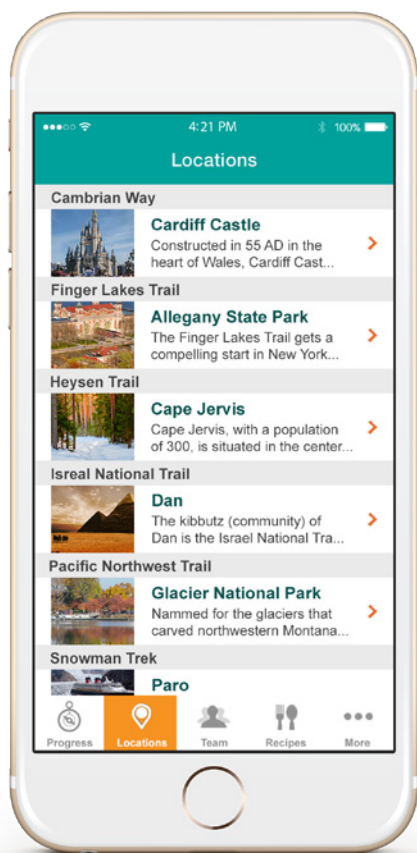 4:21 PM
100%
Locations
Cambrian Way
Cardiff Castle
Constructed in 55 AD in the
heart of Wales, Cardiff Cast...
Finger Lakes Trail
Allegany State Park
The Finger Lakes Trail gets a
compelling start in New York...
Heysen Trail
Cape Jervis
Cape Jervis, with a population
of 300, is situated in the center...
Isreal National Trail
Dan
The kibbutz (community) of
Dan is the Israel National Tra...
Pacific Northwest Trail
Glacier National Park
Nammed for the glaciers that
carved northwestern Montana...
Snowman Trek
Paro
Progress Locations Team Recipes More